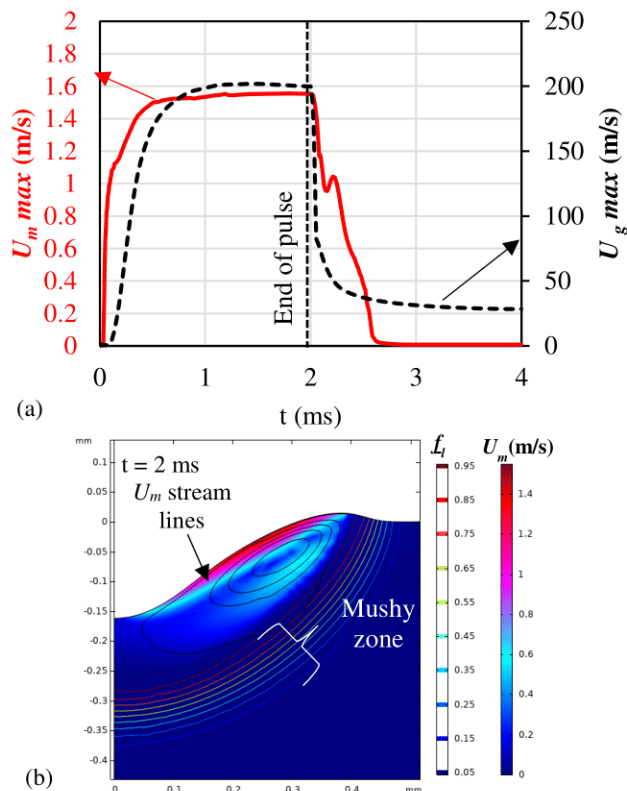 U_m max (m/s)
2
1.8
1.6
1.4
1.2
1
0.8
0.6
0.4
0.2
0
250
200
150
100
50
0
U_g max (m/s)
End of pulse
0 1 2 3 4
t (ms)
(a)
mm
0.1
0.05
0
-0.05
-0.1
-0.15
-0.2
-0.25
-0.3
-0.35
-0.4
t = 2 ms
U_m stream
lines
Mushy
zone
0 0.1 0.2 0.3 0.4 mm
f_l
0.95
0.85
0.75
0.65
0.55
0.45
0.35
0.25
0.15
0.05
U_m(m/s)
1.4
1.2
1
0.8
0.6
0.4
0.2
0
(b)